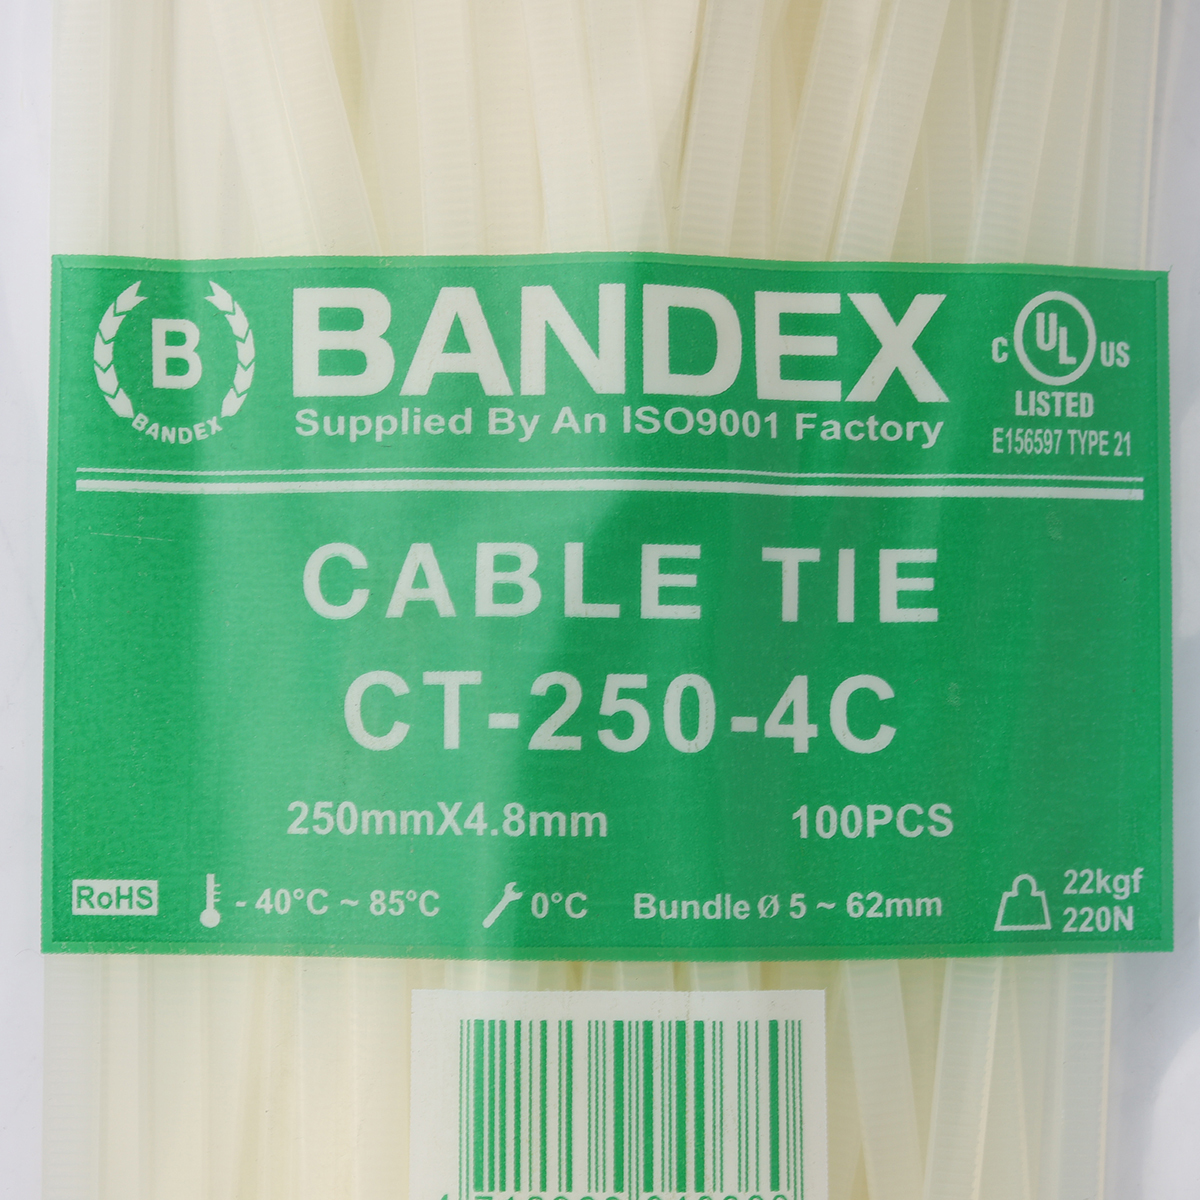 B
BANDEX
BANDEX
Supplied By An ISO9001 Factory
C UL US
LISTED
E156597 TYPE 21
CABLE TIE
CT-250-4C
250mmX4.8mm 100PCS
RoHS - 40°C ~ 85°C 0°C Bundle Ø 5 ~ 62mm 22kgf
220N